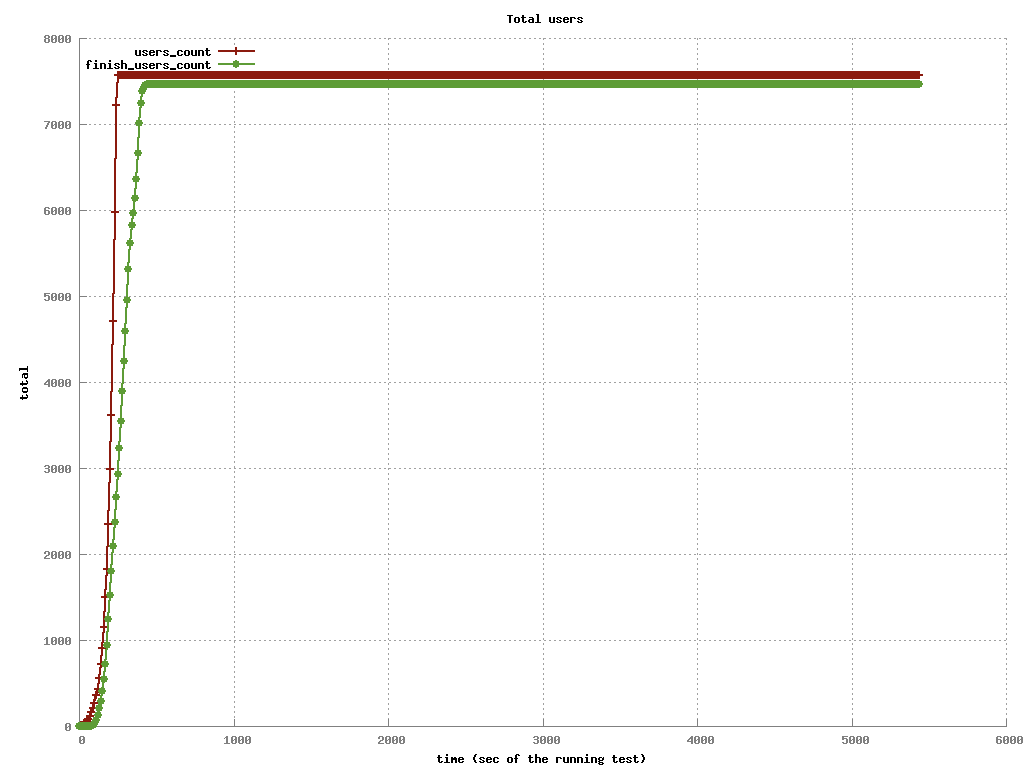 Total users
8000
users_count
finish_users_count
7000
6000
5000
total
4000
3000
2000
1000
0
0 1000 2000 3000 4000 5000 6000
time (sec of the running test)